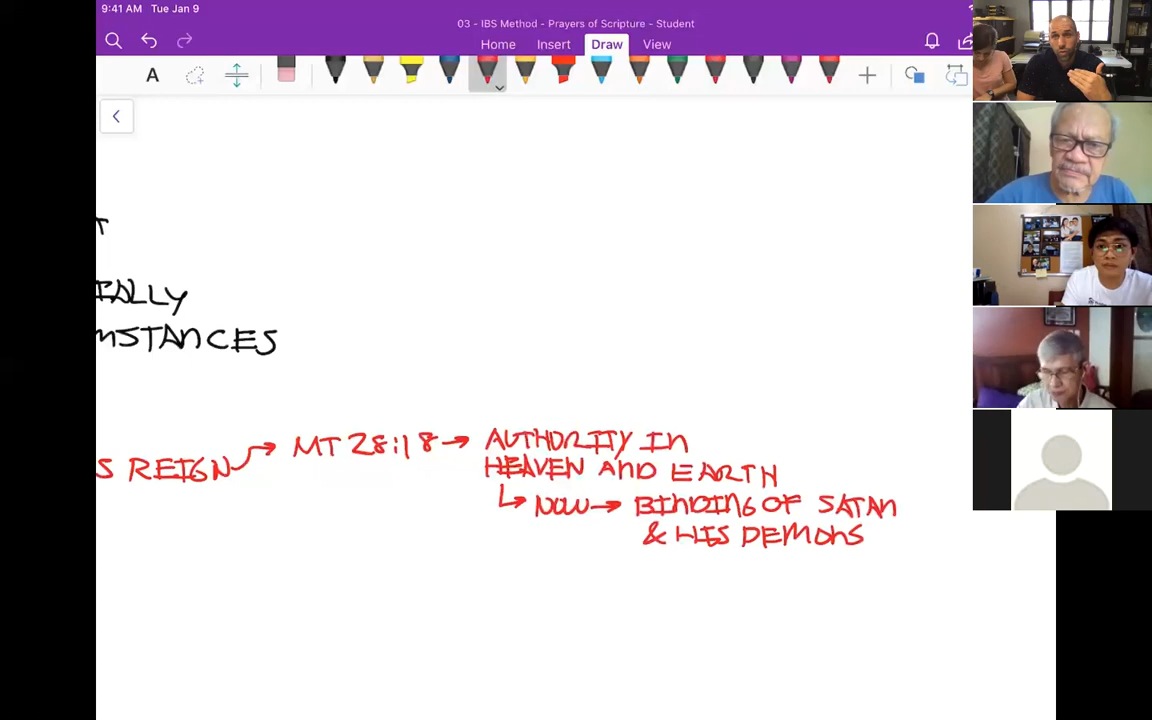 9:41 AM Tue Jan 9
03 - IBS Method - Prayers of Scripture - Student
Home Insert Draw View
A
T
IALLY
MSTANCES
S REIGN → MT 28:18 → AUTHORITY IN
HEAVEN AND EARTH
↳ NOW → BINDING OF SATAN
& HIS DEMONS